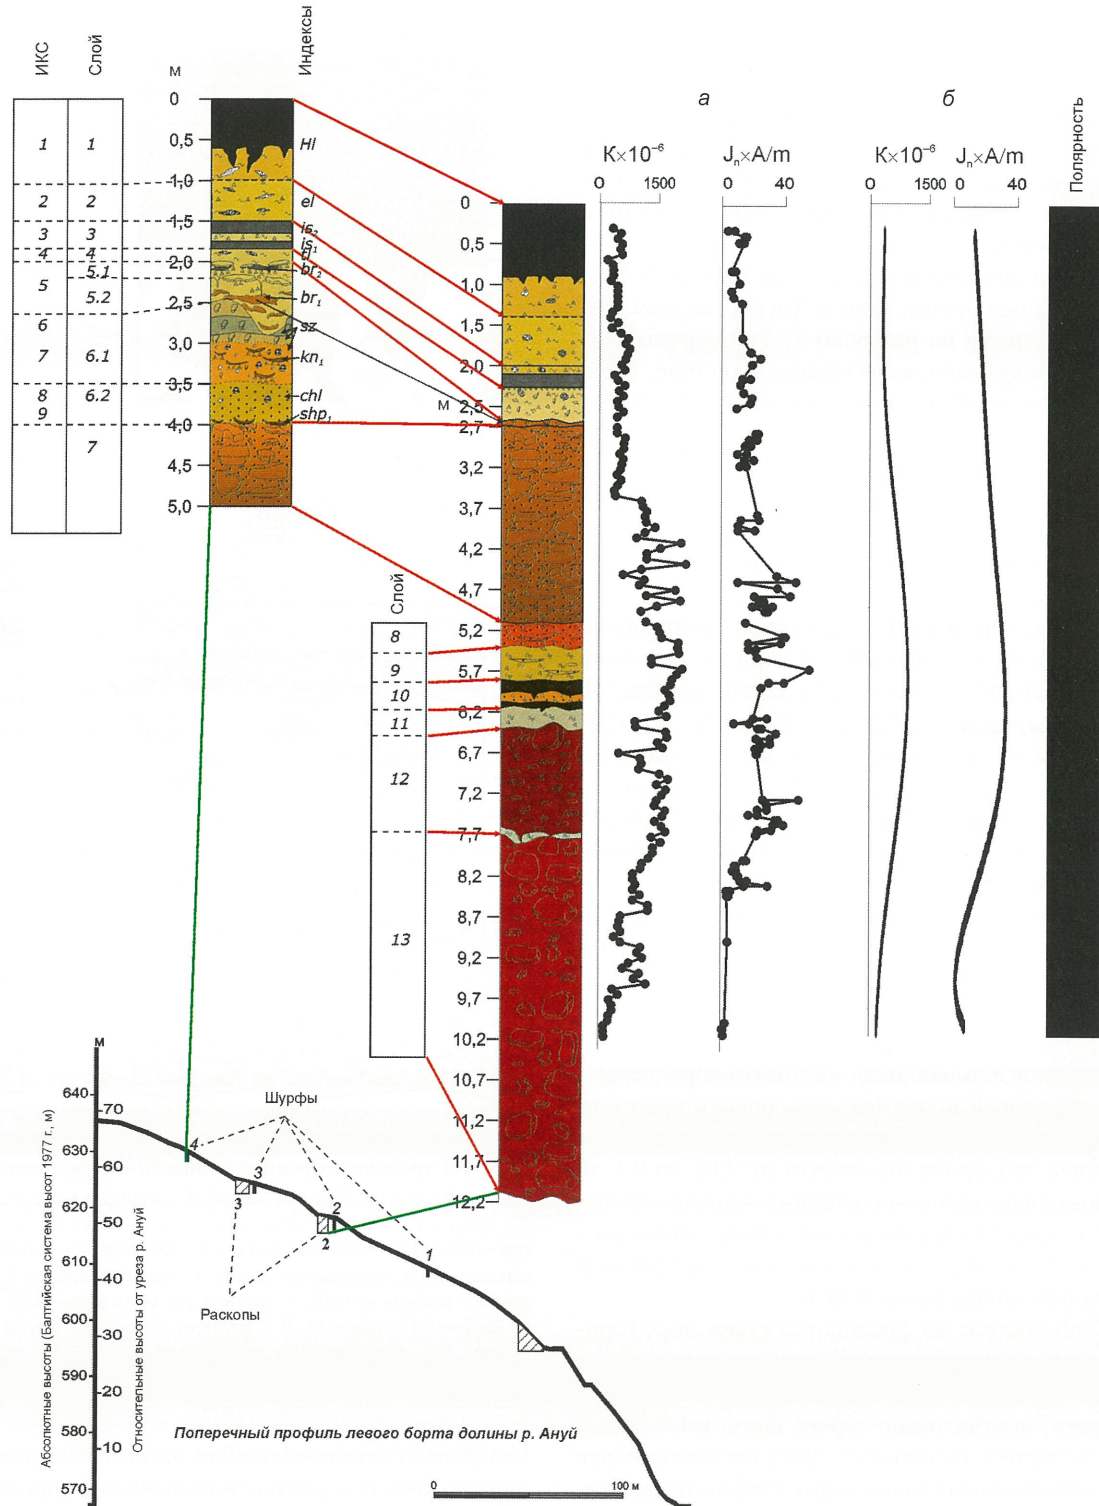 ИКС
Слой
Индексы
м
0
0,5
1,0
1,5
2,0
2,5
3,0
3,5
4,0
4,5
5,0
1
2
3
4
5
6
7
8
9
1
2
3
4
5.1
5.2
6.1
6.2
7
Hl
el
is₂
is₁
tl
br₂
br₁
sz
kn₁
chl
shp₁
а
б
К×10⁻⁶
Jₙ×А/m
К×10⁻⁶
Jₙ×А/m
Полярность
0 1500
0 40
0 1500
0 40
м
0
0,5
1,0
1,5
2,0
2,5
2,7
3,2
3,7
4,2
4,7
5,2
5,7
6,2
6,7
7,2
7,7
8,2
8,7
9,2
9,7
10,2
10,7
11,2
11,7
12,2
Слой
8
9
10
11
12
13
м
640
630
620
610
600
590
580
570
70
60
50
40
30
20
10
Абсолютные высоты (Балтийская система высот 1977 г., м)
Относительные высоты от уреза р. Ануй
Шурфы
4
3
2
1
3
2
Раскопы
Поперечный профиль левого борта долины р. Ануй
0 100 м